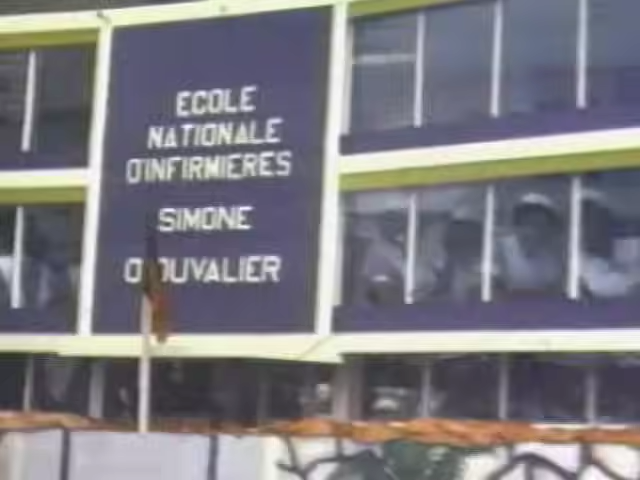 ECOLE
NATIONALE
D'INFIRMIERES
SIMONE
O. DUVALIER